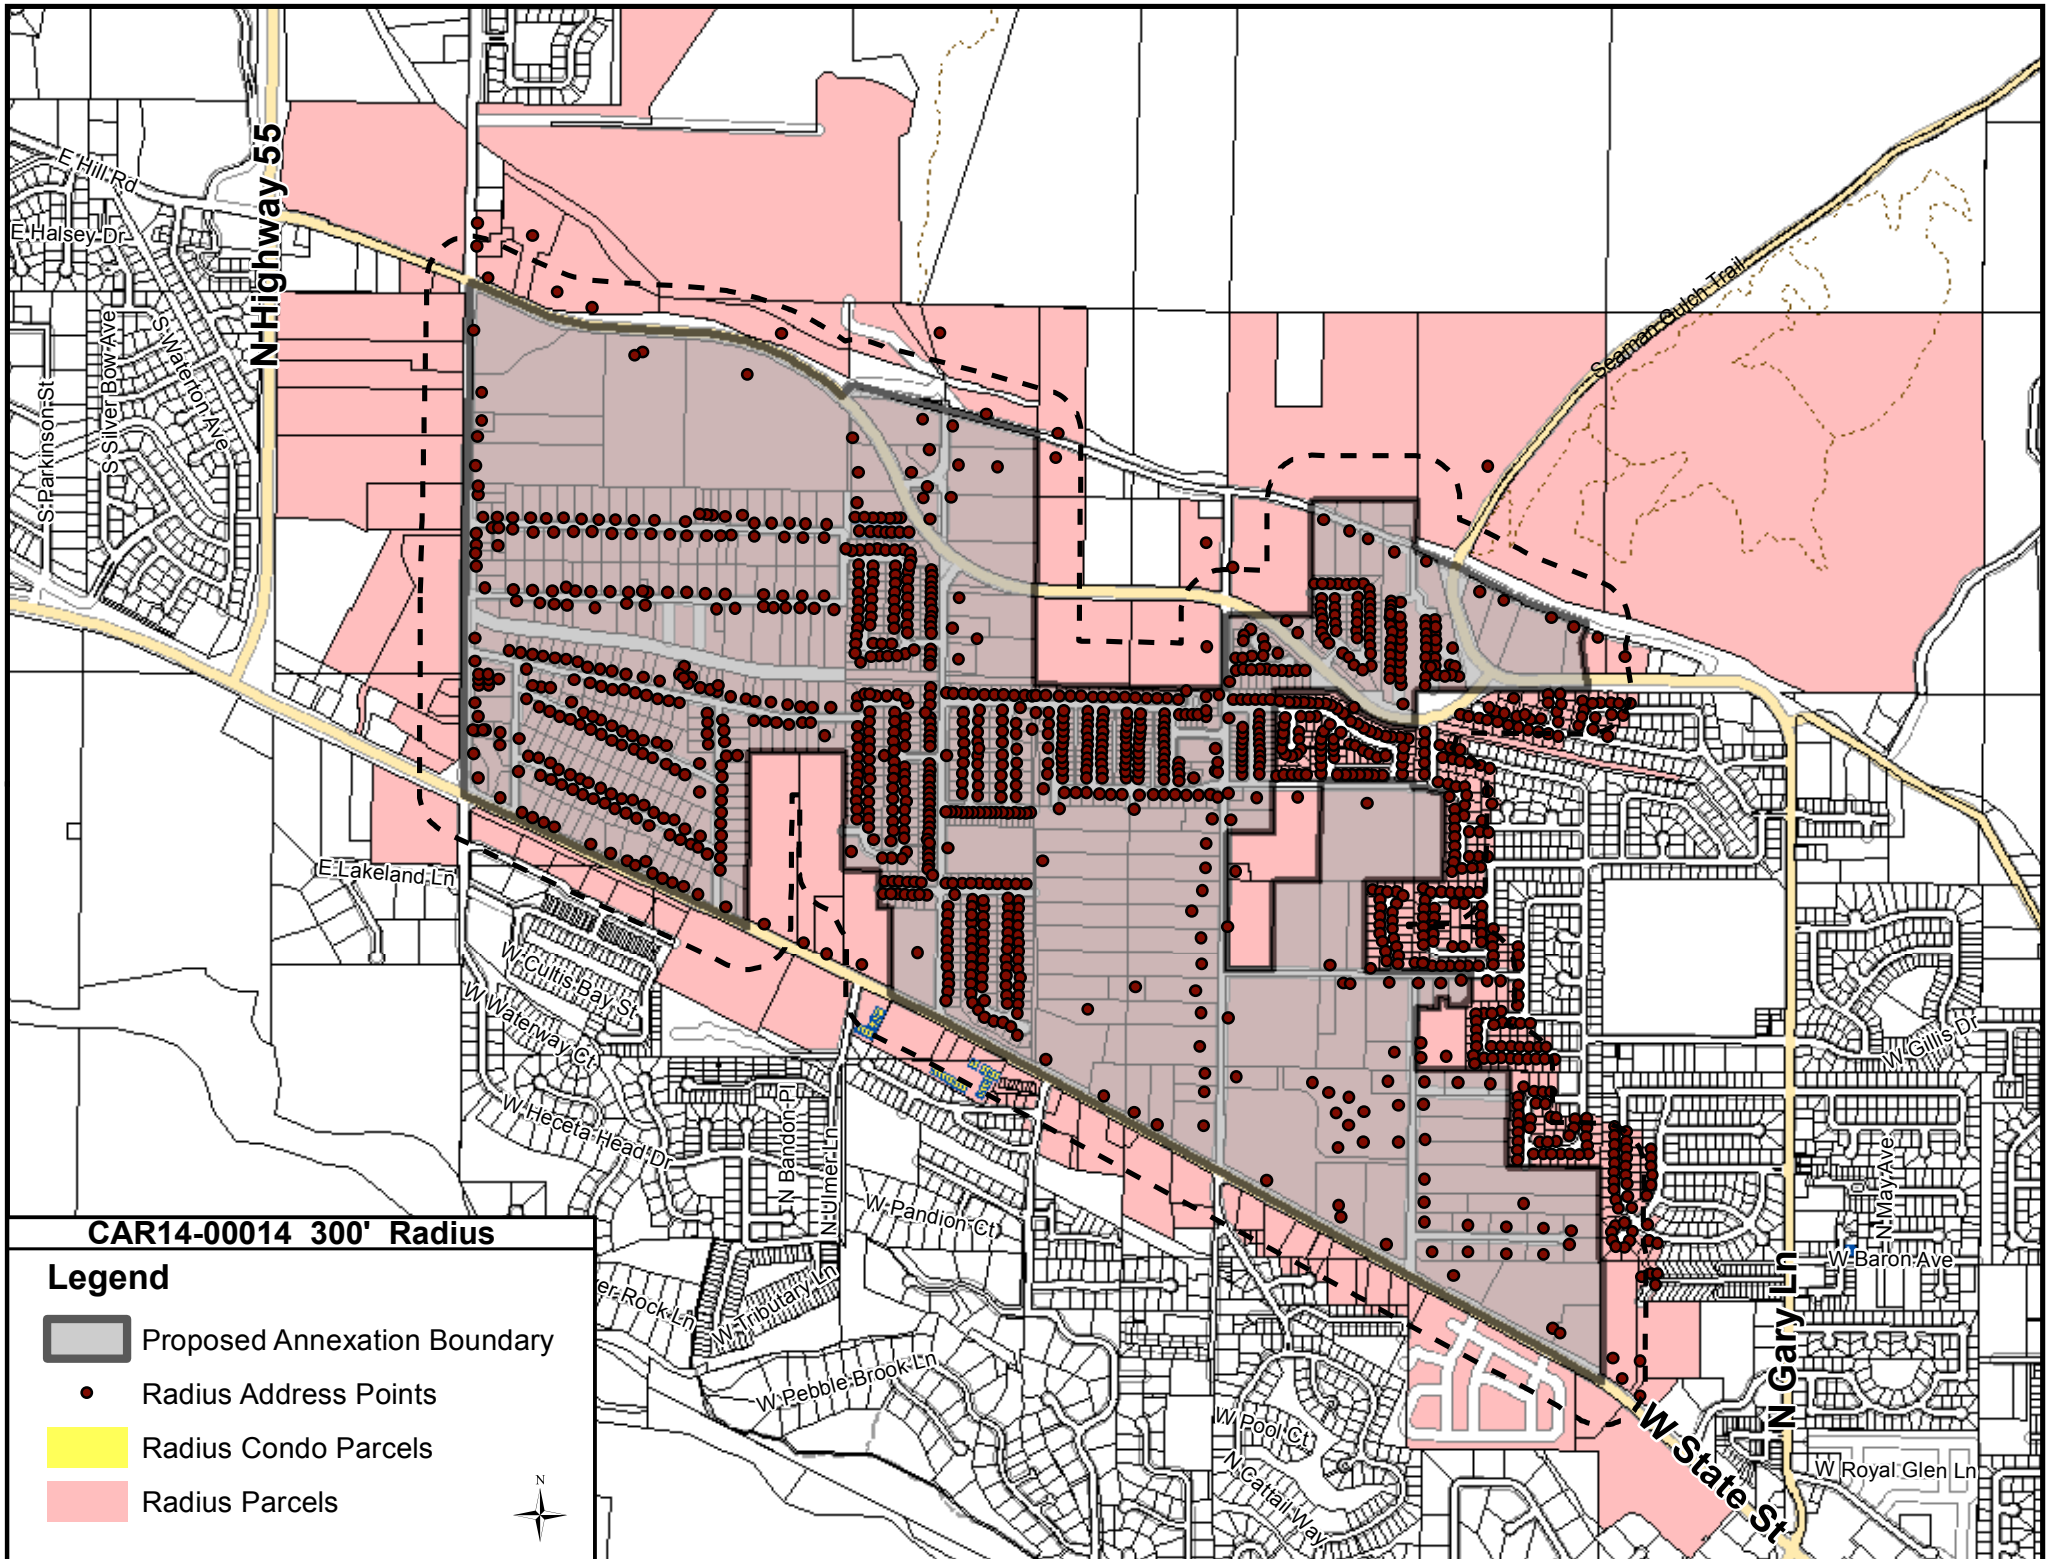 E Hill Rd
N Highway 55
E Halsey Dr
S Parkinson St
S Silver Bow Ave
S Waterton Ave
Seaman Gulch Trail
E Lakeland Ln
W Cultis Bay St
W Waterway Ct
W Heceta Head Dr
N Bandon Pl
N Ulmer Ln
W Pandion Ct
er Rock Ln
W Tributary Ln
W Pebble Brook Ln
W Pool Ct
N Cattail Way
W Gillis Dr
N May Ave
W Baron Ave
N Gary Ln
W State St
W Royal Glen Ln
CAR14-00014 300' Radius
Legend
Proposed Annexation Boundary
Radius Address Points
Radius Condo Parcels
Radius Parcels
N